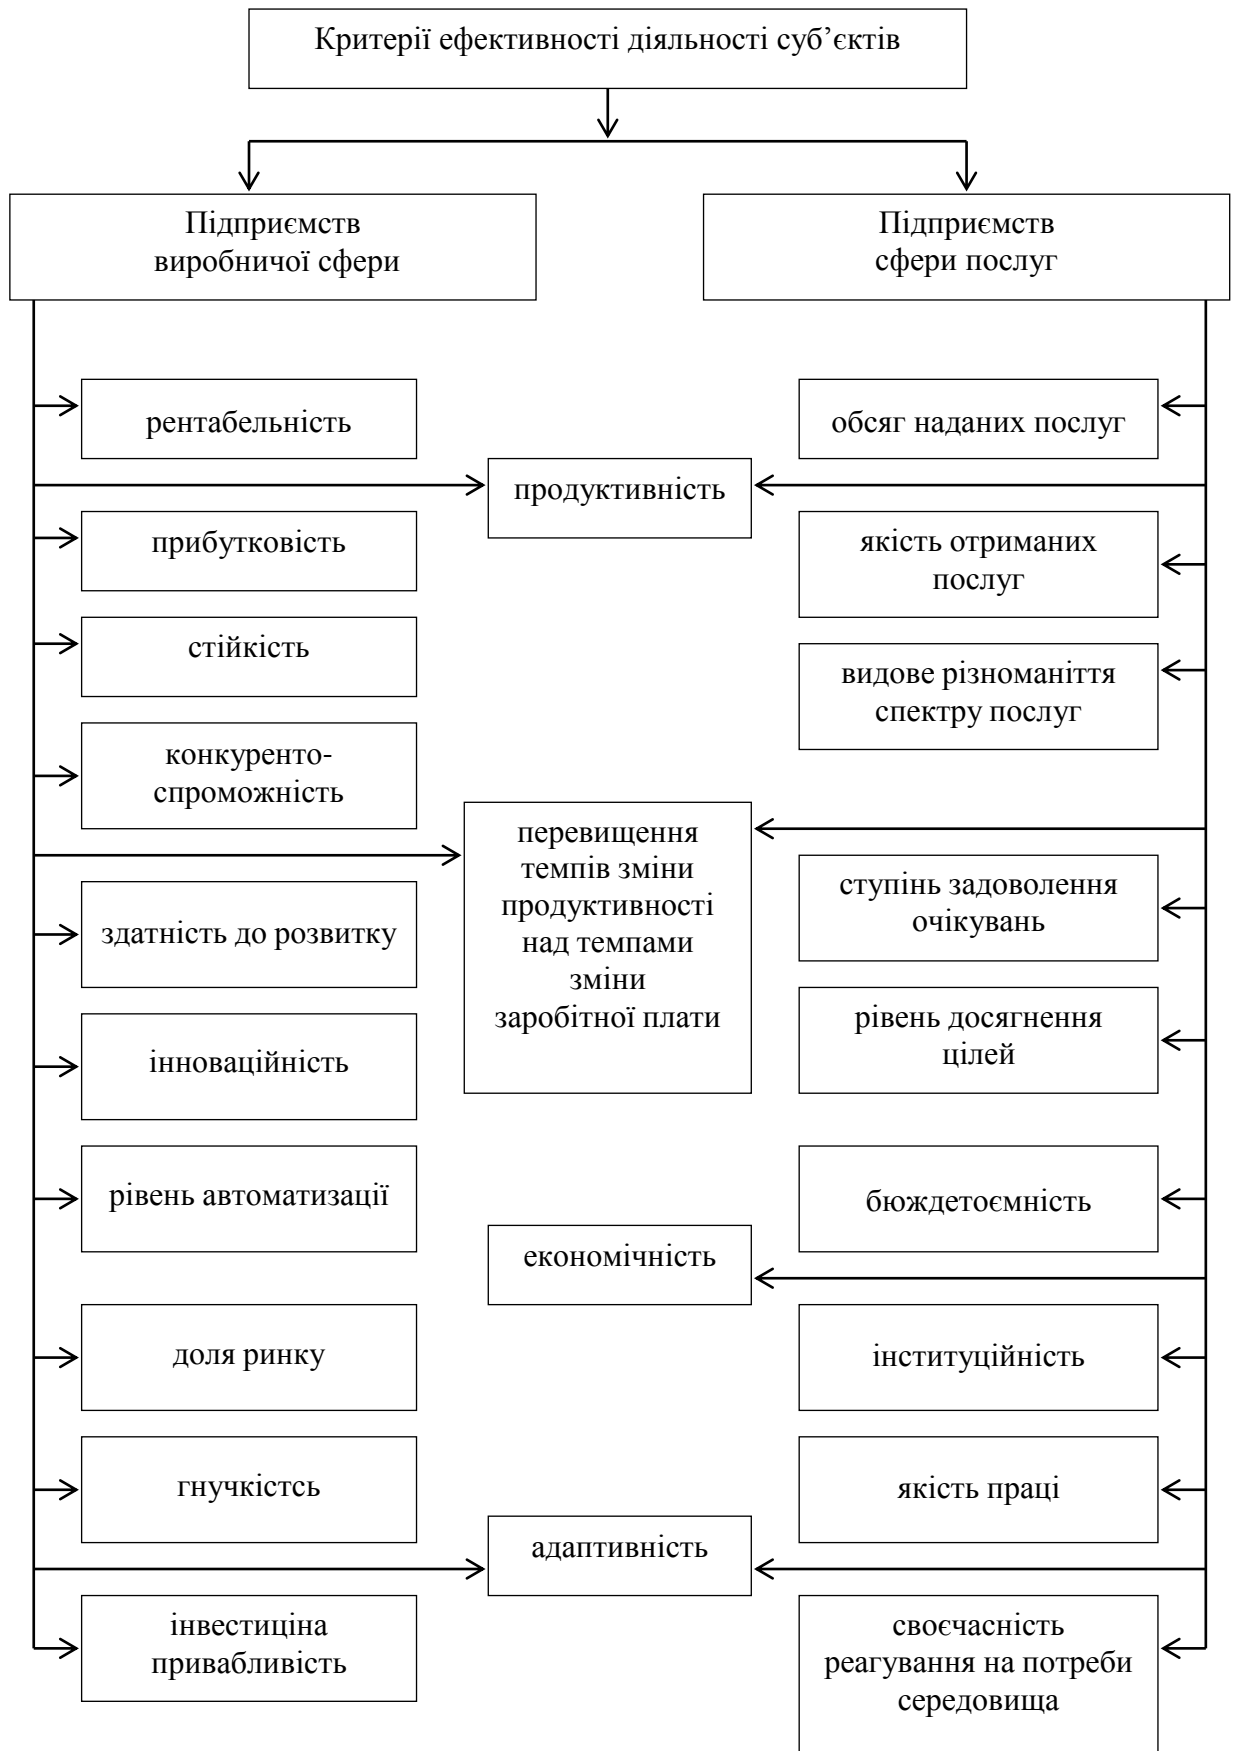 Критерії ефективності діяльності суб’єктів
Підприємств
виробничої сфери
Підприємств
сфери послуг
рентабельність
обсяг наданих послуг
продуктивність
прибутковість
якість отриманих
послуг
стійкість
видове різноманіття
спектру послуг
конкуренто-
спроможність
перевищення
темпів зміни
продуктивності
над темпами
зміни
заробітної плати
ступінь задоволення
очікувань
здатність до розвитку
рівень досягнення
цілей
інноваційність
рівень автоматизації
бюждетоємність
економічність
доля ринку
інституційність
гнучкістсь
якість праці
адаптивність
інвестиціна
привабливість
своєчасність
реагування на потреби
середовища